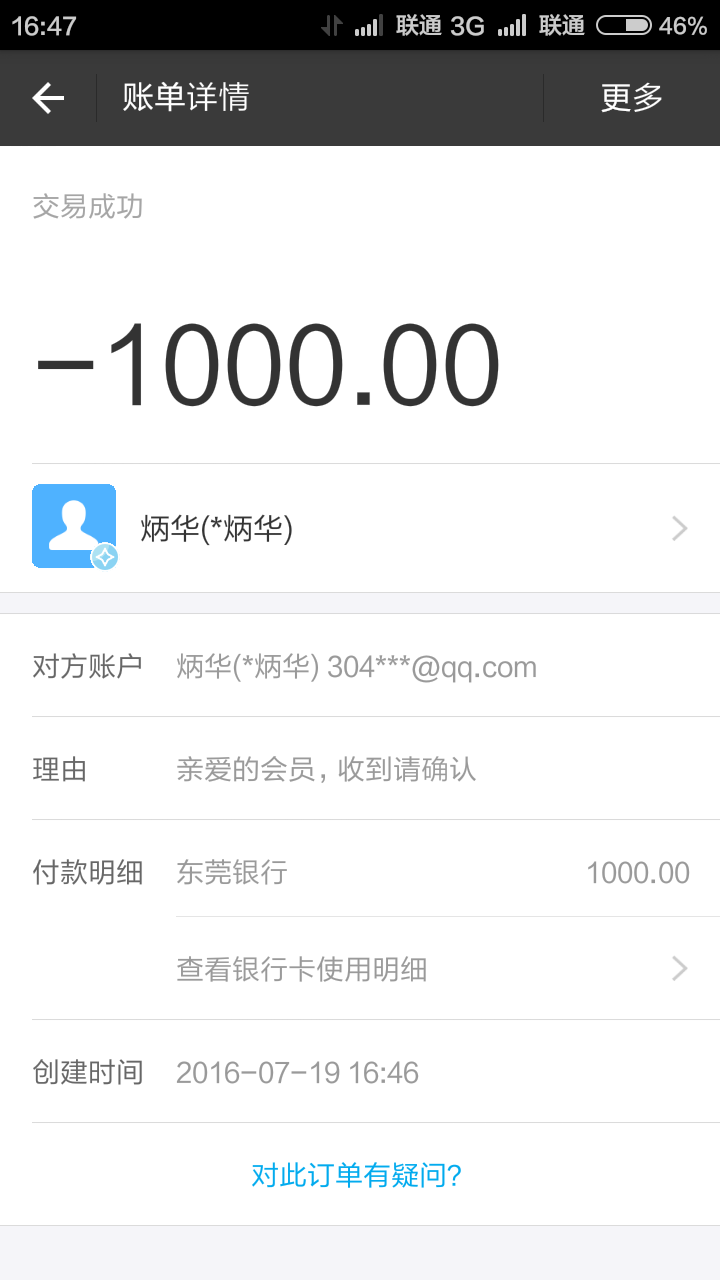 16:47 联通 3G 联通 46%
账单详情 更多
交易成功
-1000.00
炳华(*炳华)
对方账户 炳华(*炳华) 304***@qq.com
理由 亲爱的会员，收到请确认
付款明细 东莞银行 1000.00
查看银行卡使用明细
创建时间 2016-07-19 16:46
对此订单有疑问?